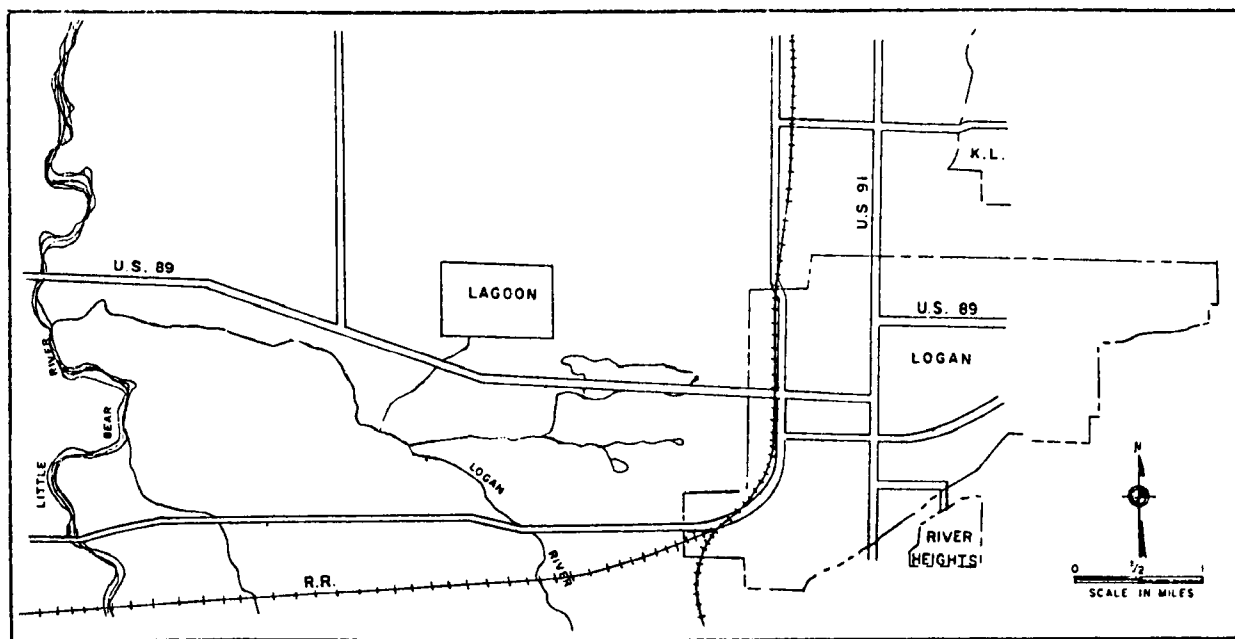 K.L.
U.S 91
U.S. 89
LAGOON
U.S. 89
LOGAN
RIVER
BEAR
LITTLE
LOGAN
RIVER
R.R.
RIVER
HEIGHTS
N
0 1/2 1
SCALE IN MILES